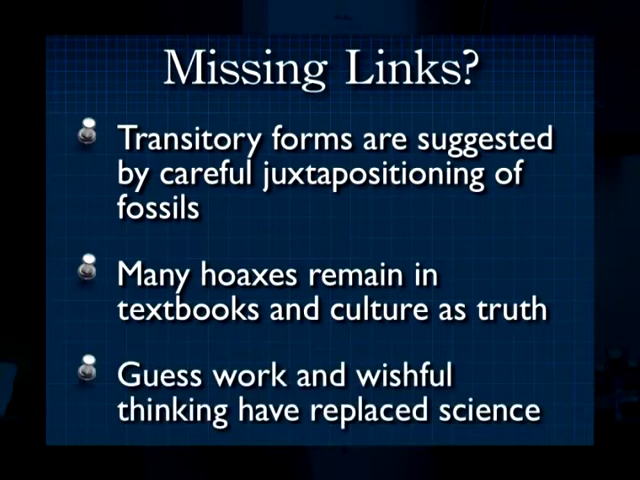 Missing Links?
Transitory forms are suggested
by careful juxtapositioning of
fossils
Many hoaxes remain in
textbooks and culture as truth
Guess work and wishful
thinking have replaced science